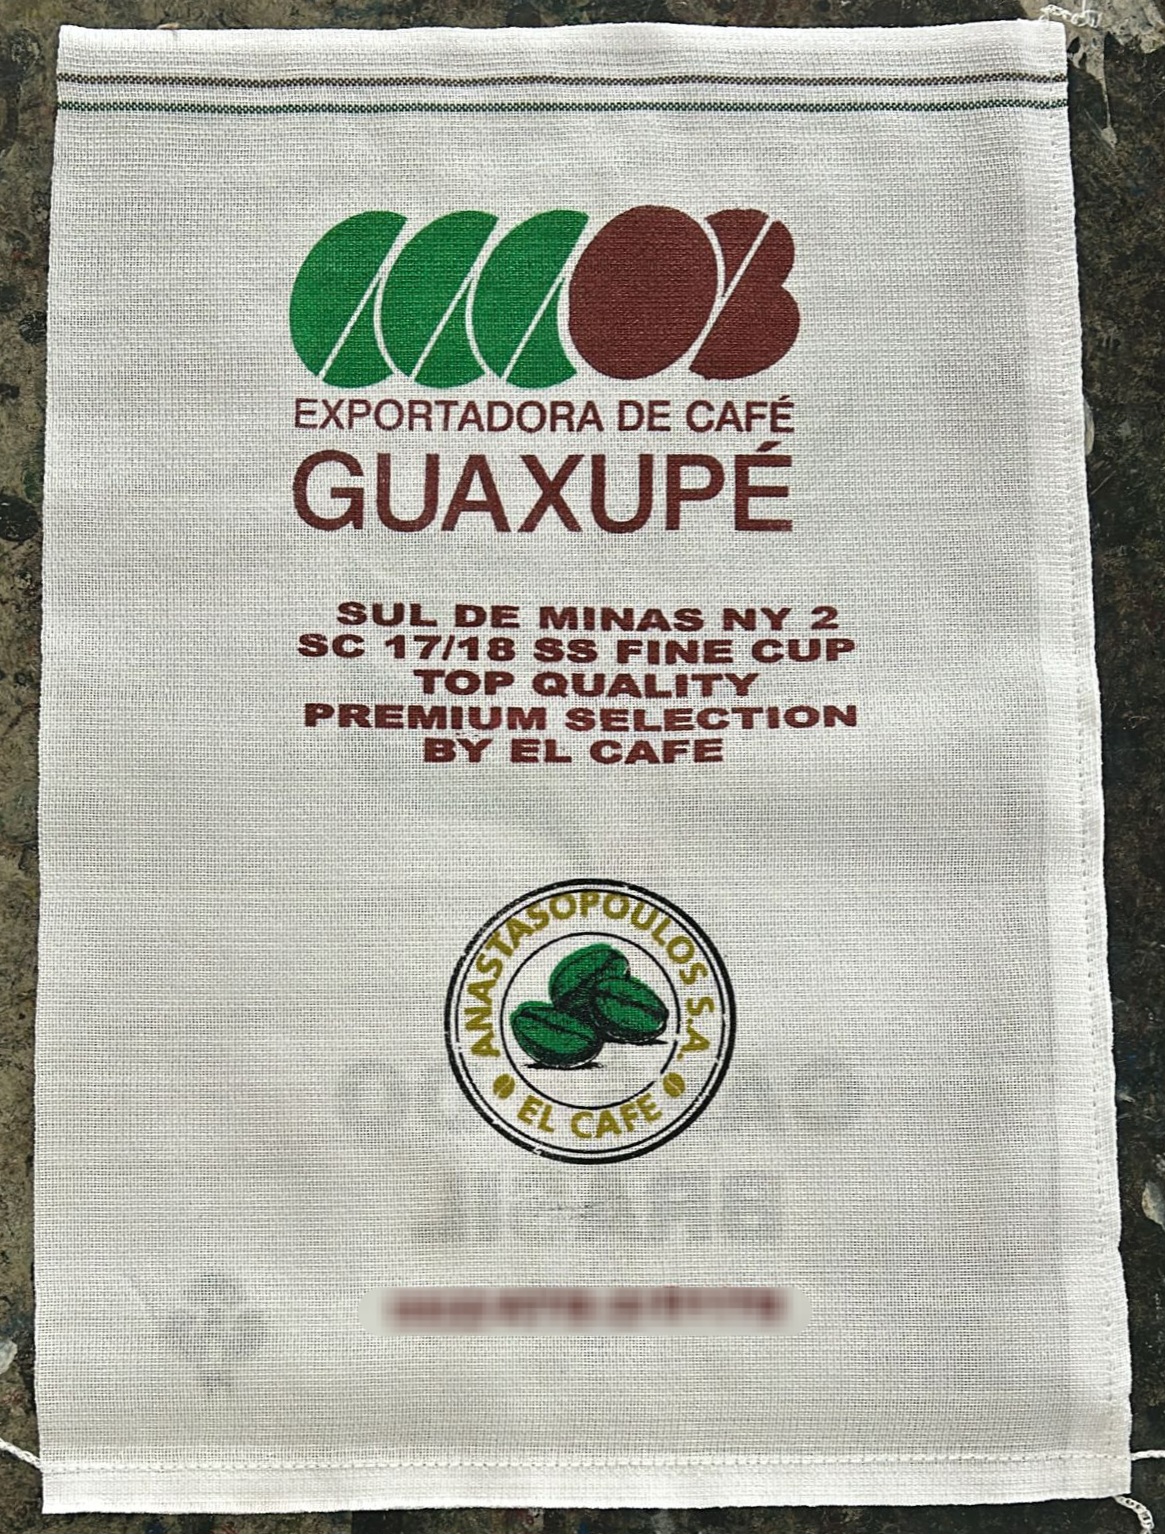 EXPORTADORA DE CAFÉ
GUAXUPÉ
SUL DE MINAS NY 2
SC 17/18 SS FINE CUP
TOP QUALITY
PREMIUM SELECTION
BY EL CAFE
ANASTASOPOULOS S.A.
EL CAFE
BRASIL